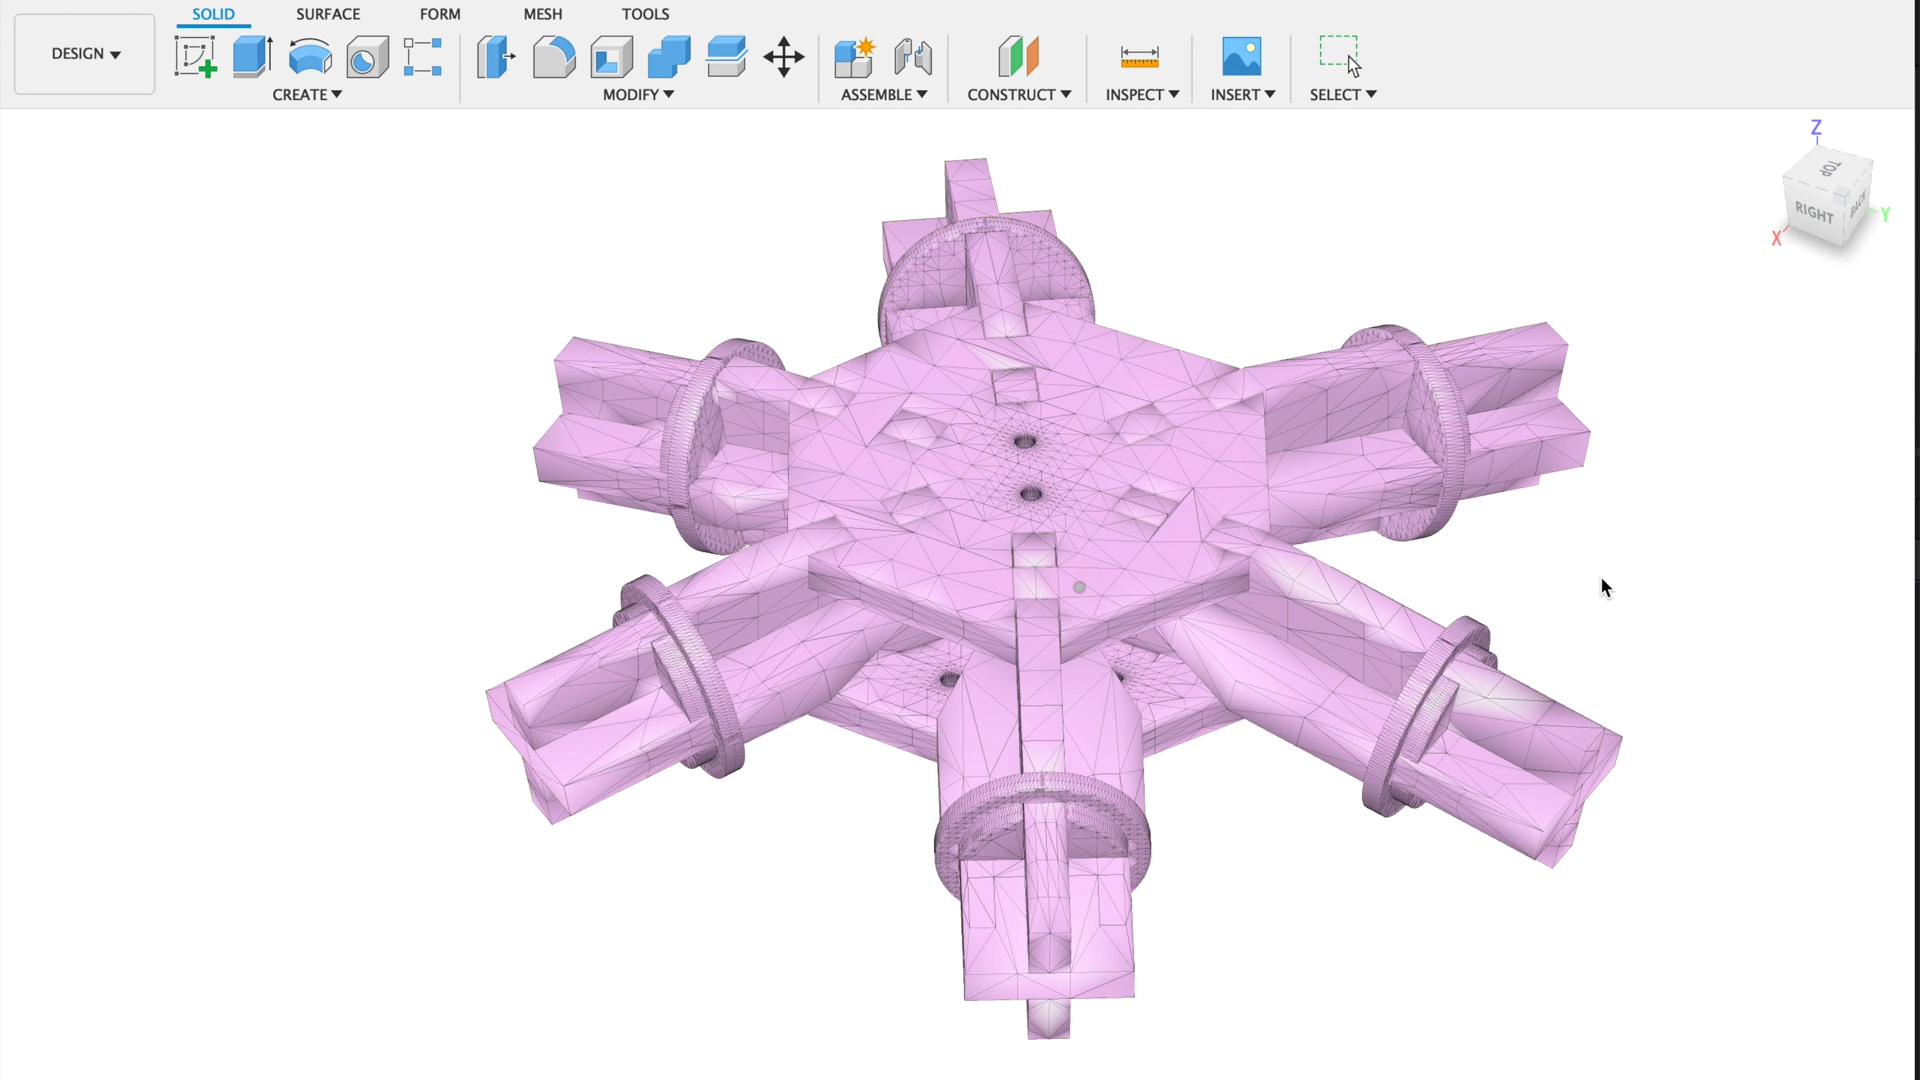 SOLID SURFACE FORM MESH TOOLS
DESIGN
CREATE MODIFY ASSEMBLE CONSTRUCT INSPECT INSERT SELECT
Z
TOP
RIGHT BACK
X Y